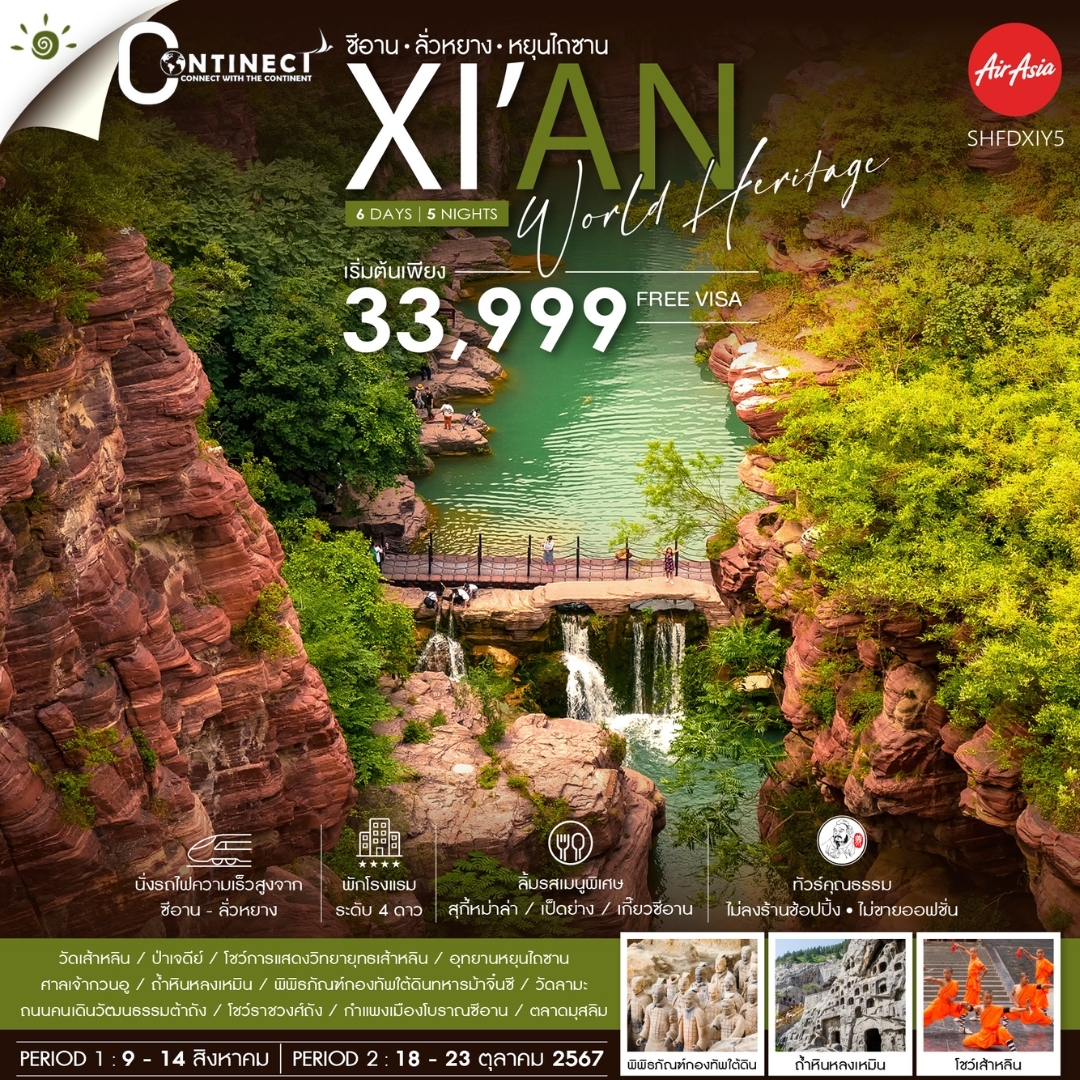 CONTINECT
CONNECT WITH THE CONTINENT
ซีอาน • ลั่วหยาง • หยุนไถซาน
XI'AN
World Heritage
6 DAYS | 5 NIGHTS
AirAsia
SHFDXIY5
เริ่มต้นเพียง
33,999 FREE VISA
นั่งรถไฟความเร็วสูงจาก
ซีอาน - ลั่วหยาง
พักโรงแรม
ระดับ 4 ดาว
ลิ้มรสเมนูพิเศษ
สุกี้หม่าล่า / เป็ดย่าง / เกี๊ยวซีอาน
ทัวร์คุณธรรม
ไม่ลงร้านช้อปปิ้ง • ไม่ขายออฟชั่น
วัดเส้าหลิน / ป่าเจดีย์ / โชว์การแสดงวิทยายุทธเส้าหลิน / อุทยานหยุนไถซาน
ศาลเจ้ากวนอู / ถ้ำหินหลงเหมิน / พิพิธภัณฑ์กองทัพใต้ดินทหารม้าจิ๋นซี / วัดลามะ
ถนนคนเดินวัฒนธรรมต้าถัง / โชว์ราชวงศ์ถัง / กำแพงเมืองโบราณซีอาน / ตลาดมุสลิม
PERIOD 1 : 9 - 14 สิงหาคม | PERIOD 2 : 18 - 23 ตุลาคม 2567
พิพิธภัณฑ์กองทัพใต้ดิน
ถ้ำหินหลงเหมิน
โชว์เส้าหลิน